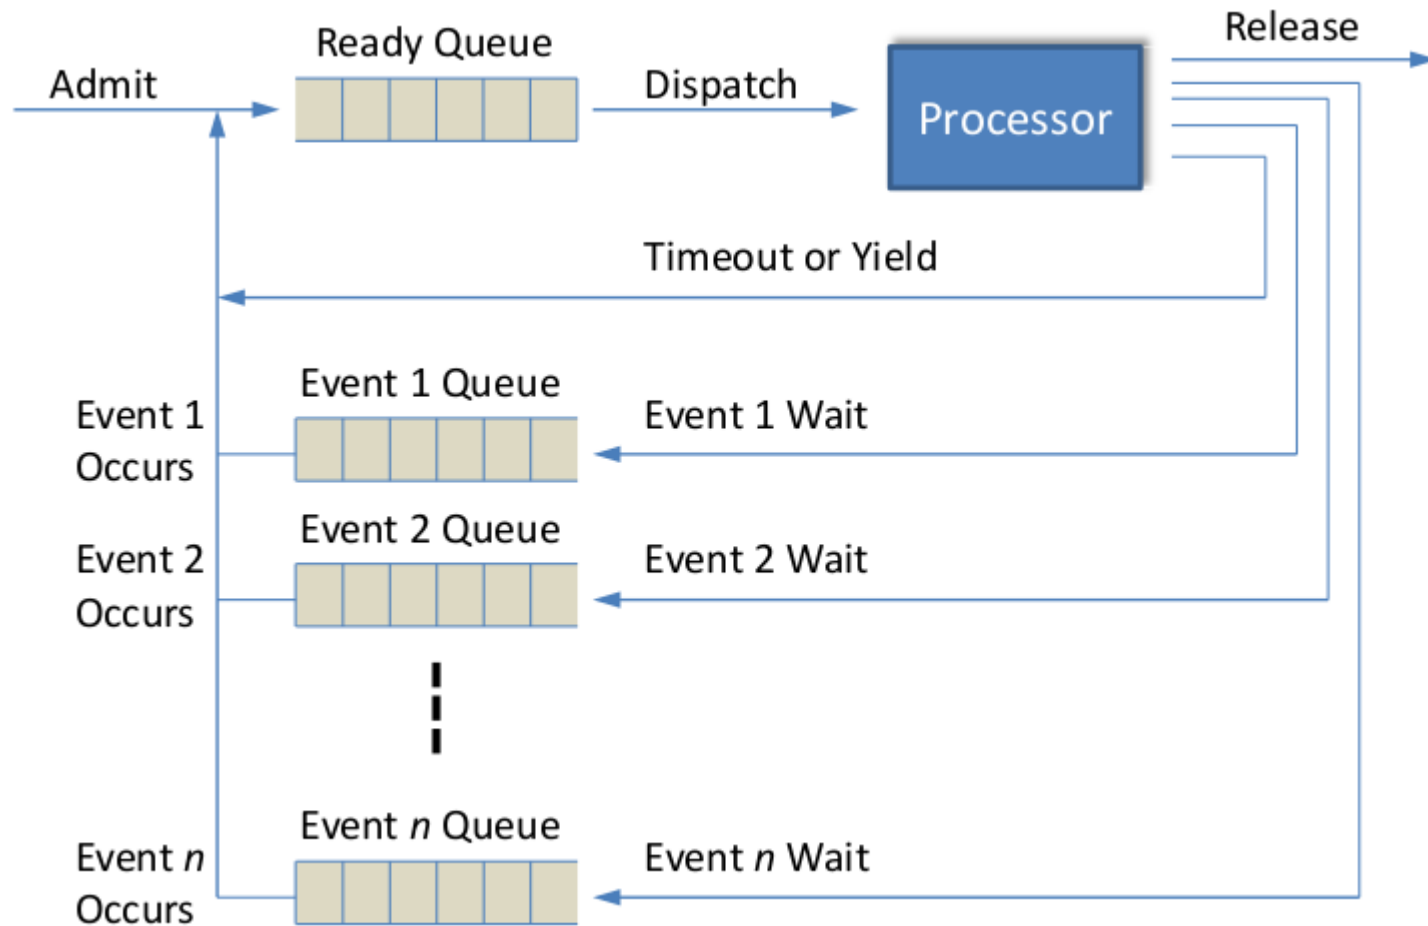 Release
Ready Queue
Admit
Dispatch
Processor
Timeout or Yield
Event 1 Queue
Event 1
Occurs
Event 1 Wait
Event 2 Queue
Event 2
Occurs
Event 2 Wait
Event n Queue
Event n
Occurs
Event n Wait